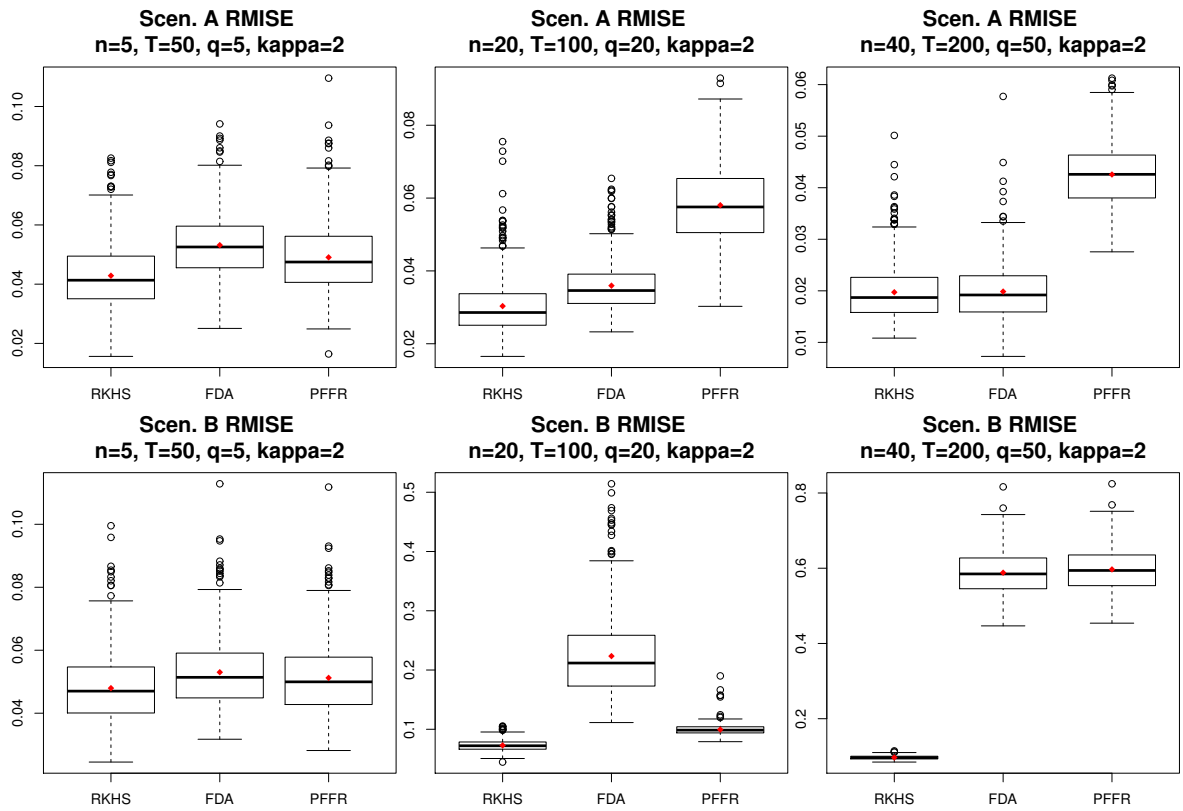 Scen. A RMISE
n=5, T=50, q=5, kappa=2
0.02 0.04 0.06 0.08 0.10
RKHS FDA PFFR
Scen. A RMISE
n=20, T=100, q=20, kappa=2
0.02 0.04 0.06 0.08
RKHS FDA PFFR
Scen. A RMISE
n=40, T=200, q=50, kappa=2
0.01 0.02 0.03 0.04 0.05 0.06
RKHS FDA PFFR
Scen. B RMISE
n=5, T=50, q=5, kappa=2
0.04 0.06 0.08 0.10
RKHS FDA PFFR
Scen. B RMISE
n=20, T=100, q=20, kappa=2
0.1 0.2 0.3 0.4 0.5
RKHS FDA PFFR
Scen. B RMISE
n=40, T=200, q=50, kappa=2
0.2 0.4 0.6 0.8
RKHS FDA PFFR